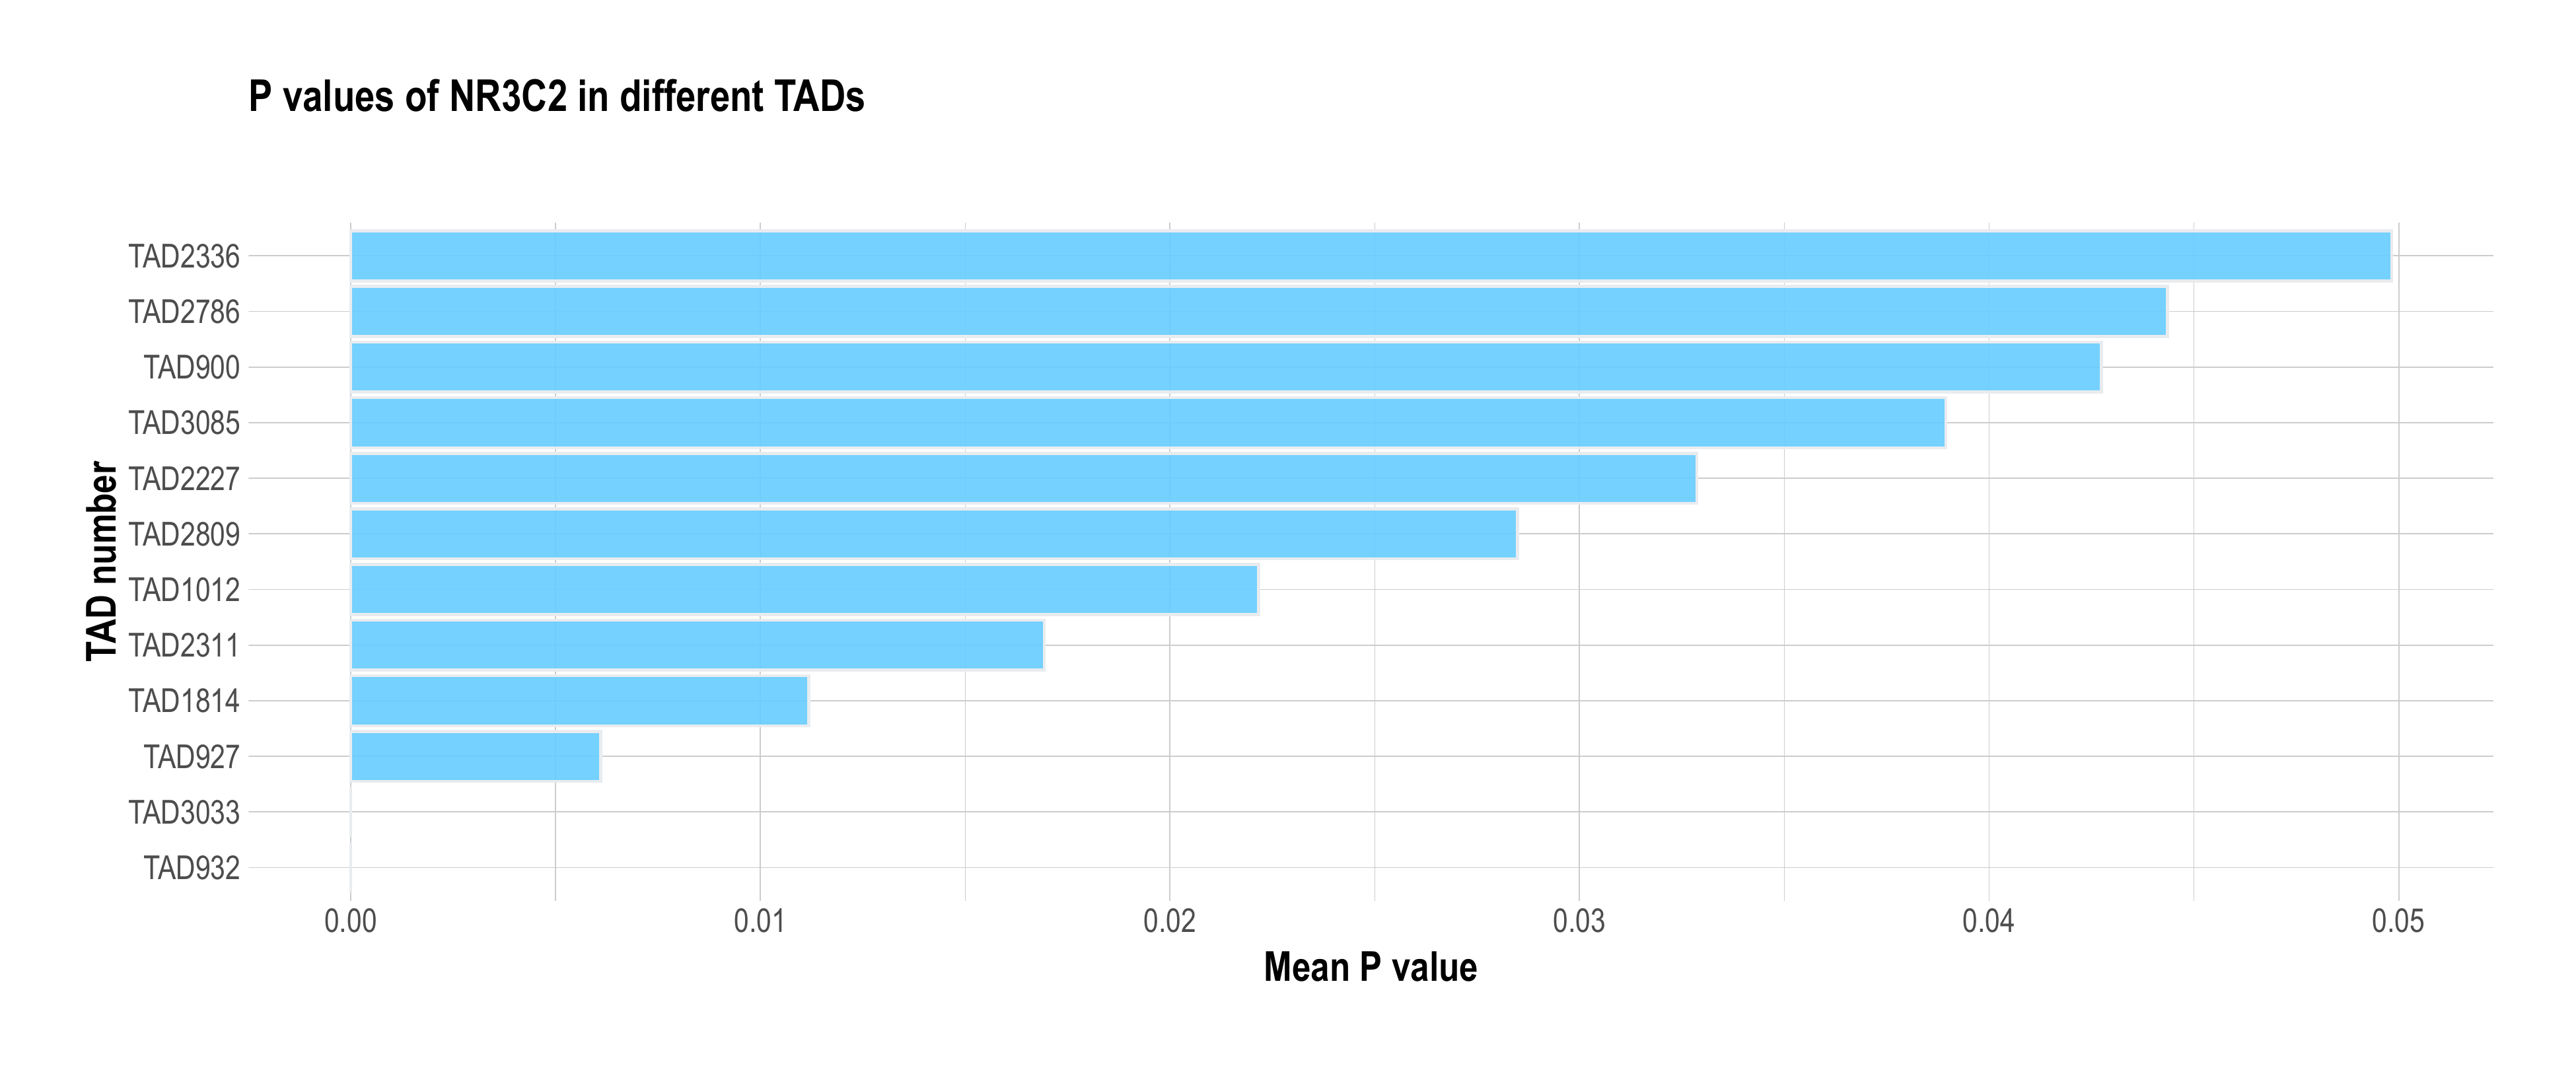 P values of NR3C2 in different TADs
TAD number
TAD2336
TAD2786
TAD900
TAD3085
TAD2227
TAD2809
TAD1012
TAD2311
TAD1814
TAD927
TAD3033
TAD932
0.00 0.01 0.02 0.03 0.04 0.05
Mean P value